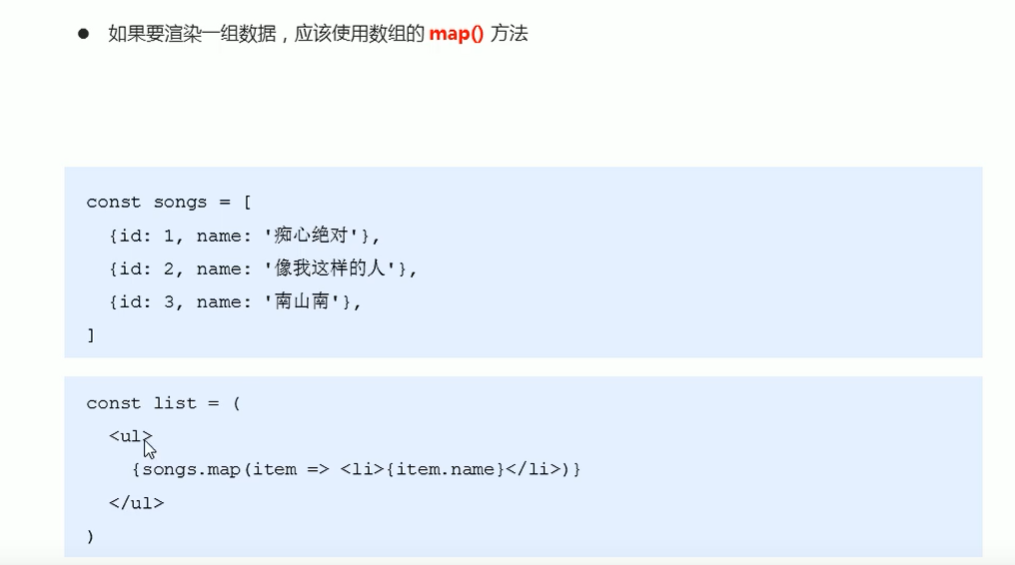 ● 如果要渲染一组数据，应该使用数组的 map() 方法
const songs = [
  {id: 1, name: '痴心绝对'},
  {id: 2, name: '像我这样的人'},
  {id: 3, name: '南山南'},
]
const list = (
  <ul>
    {songs.map(item => <li>{item.name}</li>)}
  </ul>
)